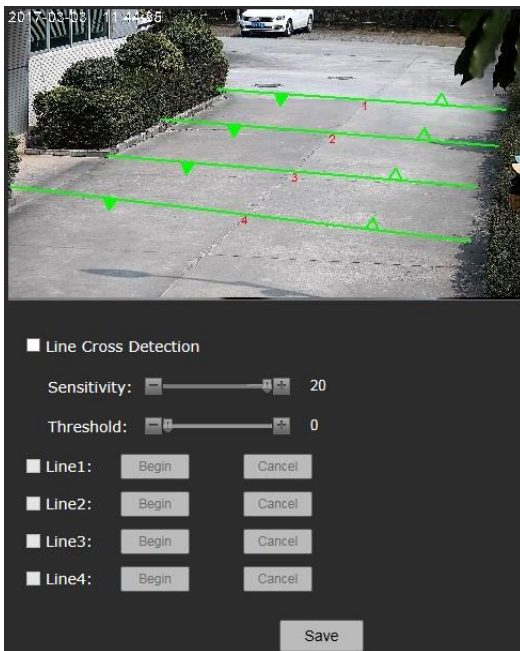 2017-03-03 11:44:35
1
2
3
4
Line Cross Detection
Sensitivity: - + 20
Threshold: - + 0
Line1: Begin Cancel
Line2: Begin Cancel
Line3: Begin Cancel
Line4: Begin Cancel
Save